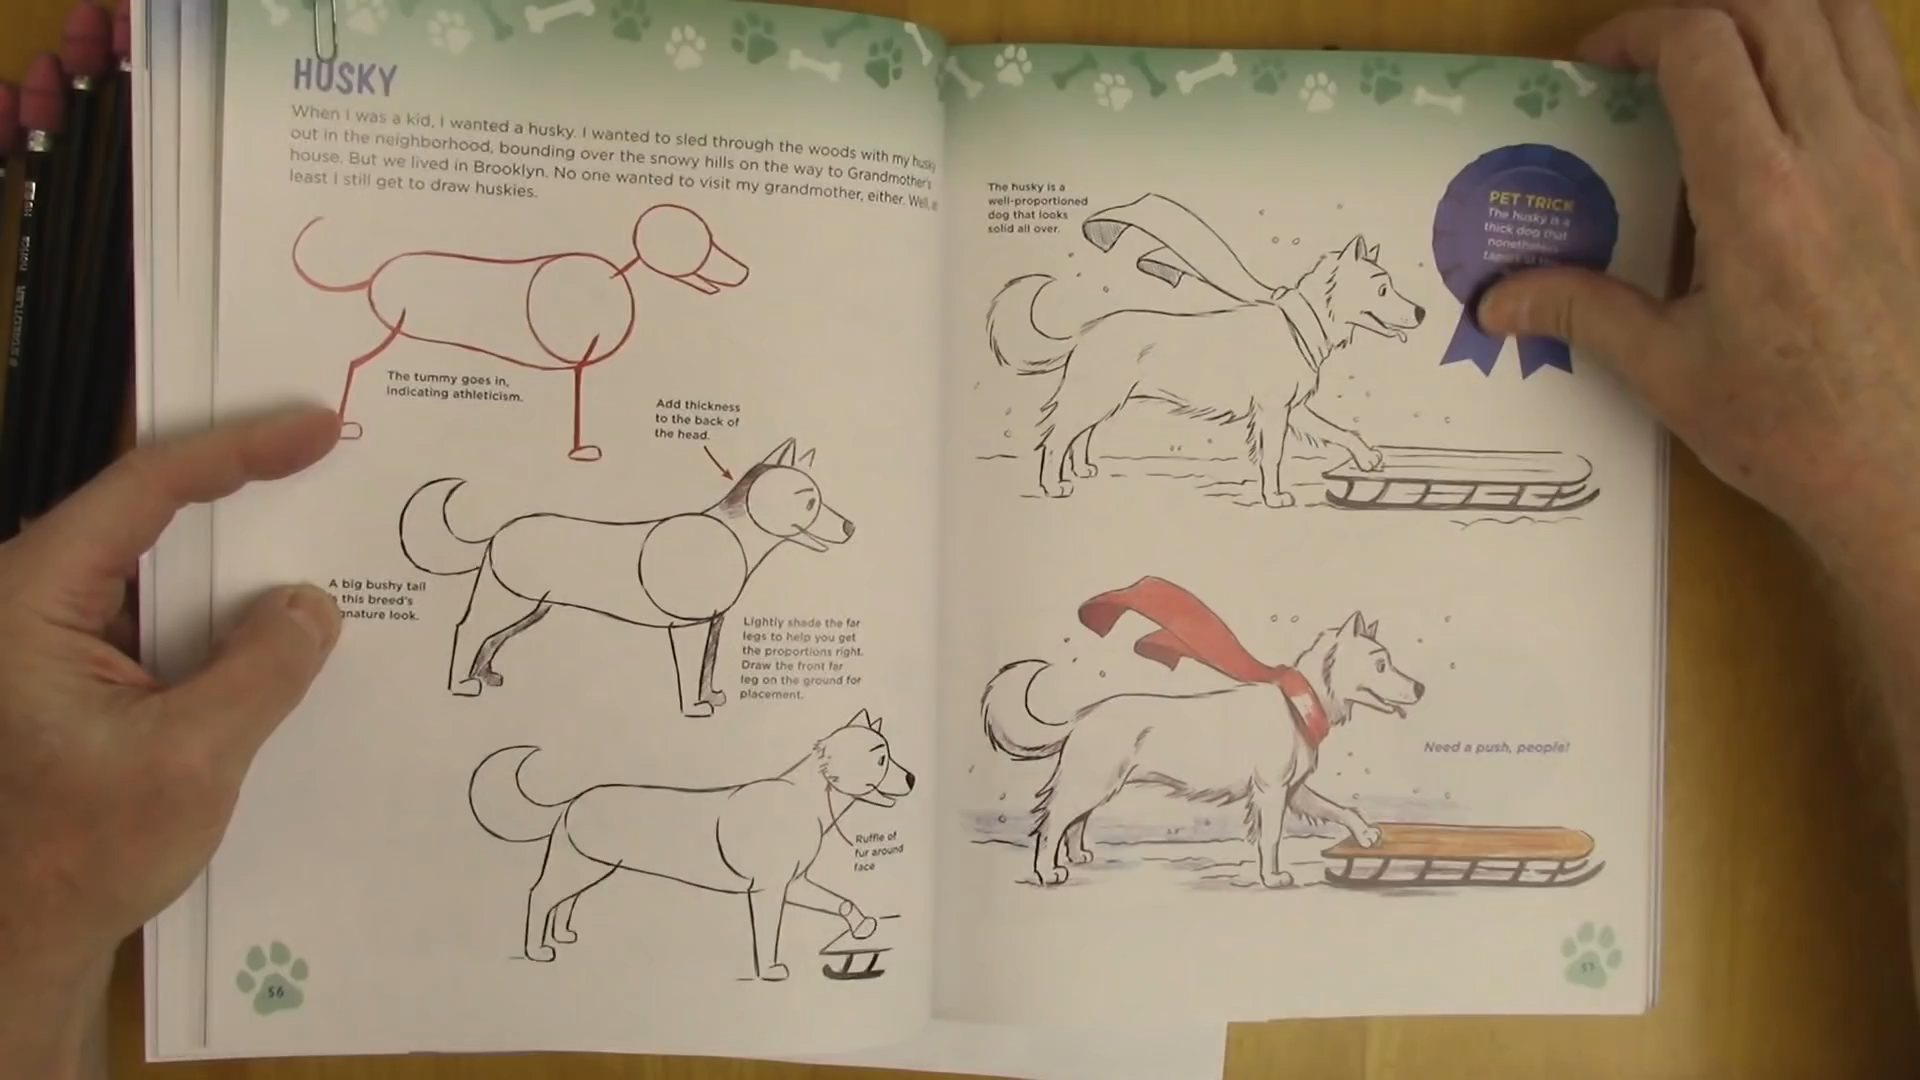 HUSKY
When I was a kid, I wanted a husky. I wanted to sled through the woods with my husky
out in the neighborhood, bounding over the snowy hills on the way to Grandmother's
house. But we lived in Brooklyn. No one wanted to visit my grandmother, either. Well,
least I still get to draw huskies.
The tummy goes in,
indicating athleticism.
Add thickness
to the back of
the head.
A big bushy tail
this breed's
gnature look.
Lightly shade the far
legs to help you get
the proportions right.
Draw the front far
leg on the ground for
placement.
Ruffle of
fur around
face
56
The husky is a
well-proportioned
dog that looks
solid all over.
PET TRICK
The husky is a
thick dog that
nonetheless
tapers at
Need a push, people!
57
STAEDTLER